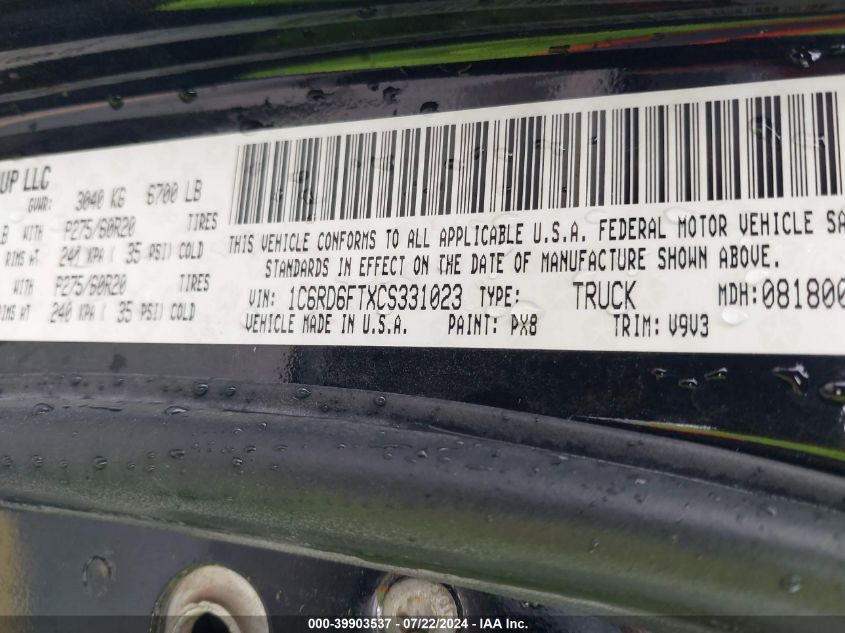 UP LLC
GVWR: 3040 KG 6700 LB
LB WITH P275/60R20 TIRES
RIMS AT 240 KPA ( 35 PSI) COLD
WITH P275/60R20 TIRES
RIMS AT 240 KPA ( 35 PSI) COLD
THIS VEHICLE CONFORMS TO ALL APPLICABLE U.S.A. FEDERAL MOTOR VEHICLE SA
STANDARDS IN EFFECT ON THE DATE OF MANUFACTURE SHOWN ABOVE.
VIN: 1C6RD6FTXCS331023 TYPE: TRUCK MDH:081800
VEHICLE MADE IN U.S.A. PAINT: PX8 TRIM: V9V3
000-39903537 - 07/22/2024 - IAA Inc.